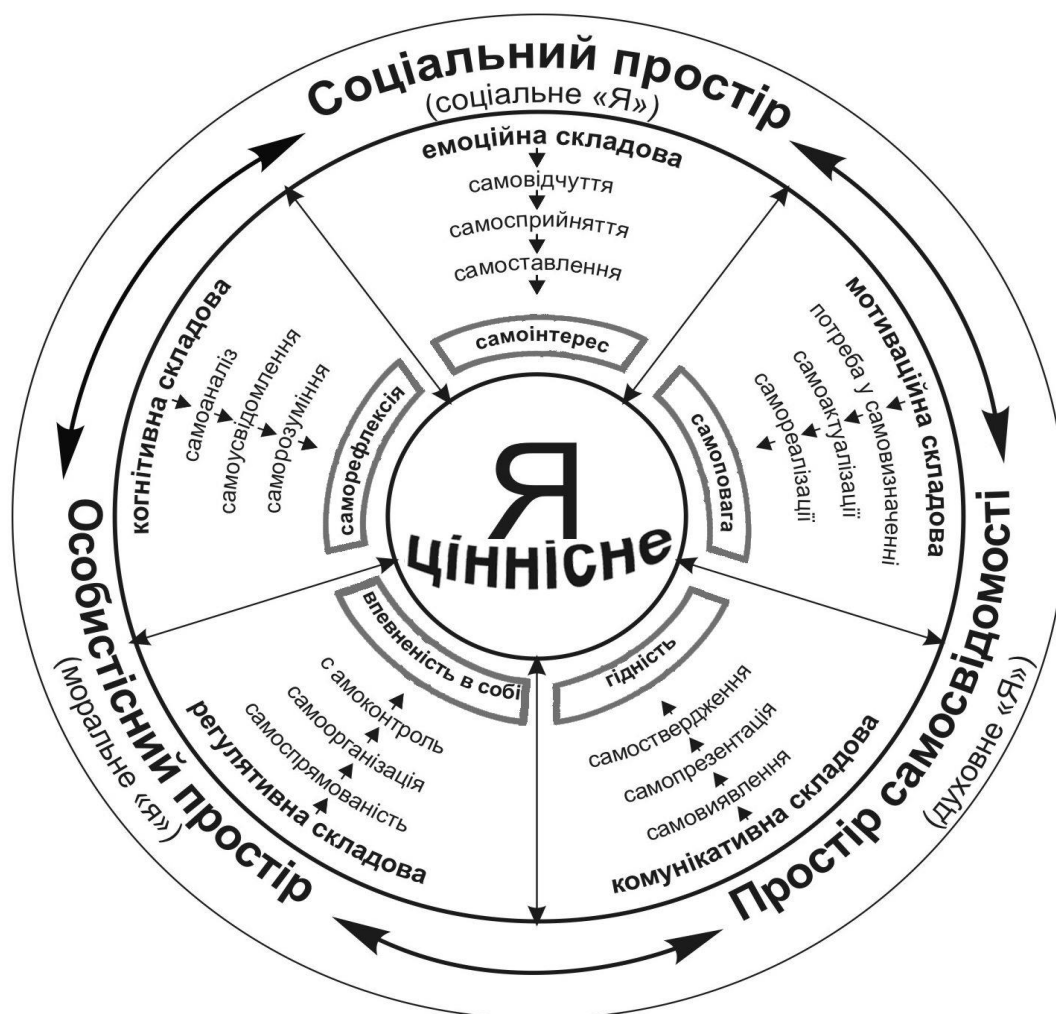 Соціальний простір
(соціальне «Я»)
емоційна складова
самовідчуття
самосприйняття
самоставлення
самоінтерес
мотиваційна складова
потреба у самовизначенні
самоактуалізації
самореалізації
самоповага
комунікативна складова
самовиявлення
самопрезентація
самоствердження
гідність
регулятивна складова
самоспрямованість
самоорганізація
самоконтроль
впевненість в собі
когнітивна складова
самоаналіз
самоусвідомлення
саморозуміння
саморефлексія
Я
ціннісне
Особистісний простір
(моральне «я»)
Простір самосвідомості
(духовне «Я»)